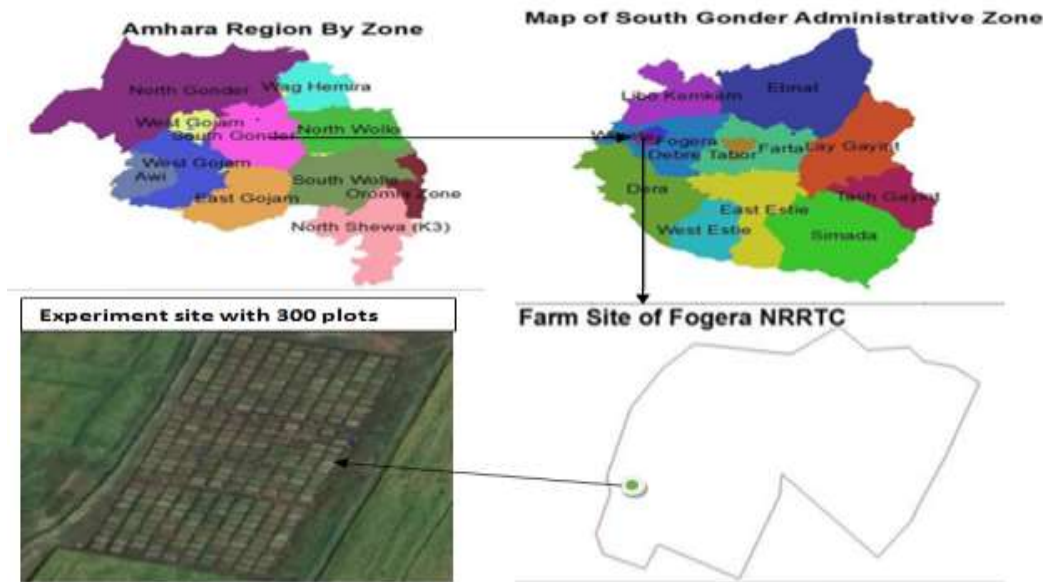 Amhara Region By Zone
North Gonder
Wag Hemira
West Gojam
South Gonder
North Wollo
West Gojam
Awi
South Wollo
Oromia Zone
East Gojam
North Shewa (K3)
Map of South Gonder Administrative Zone
Libo Kamkam
Ebnat
Fogera
Farta
Lay Gayint
Debre Tabor
Dera
Tash Gayint
East Estie
West Estie
Simada
Experiment site with 300 plots
Farm Site of Fogera NRRTC